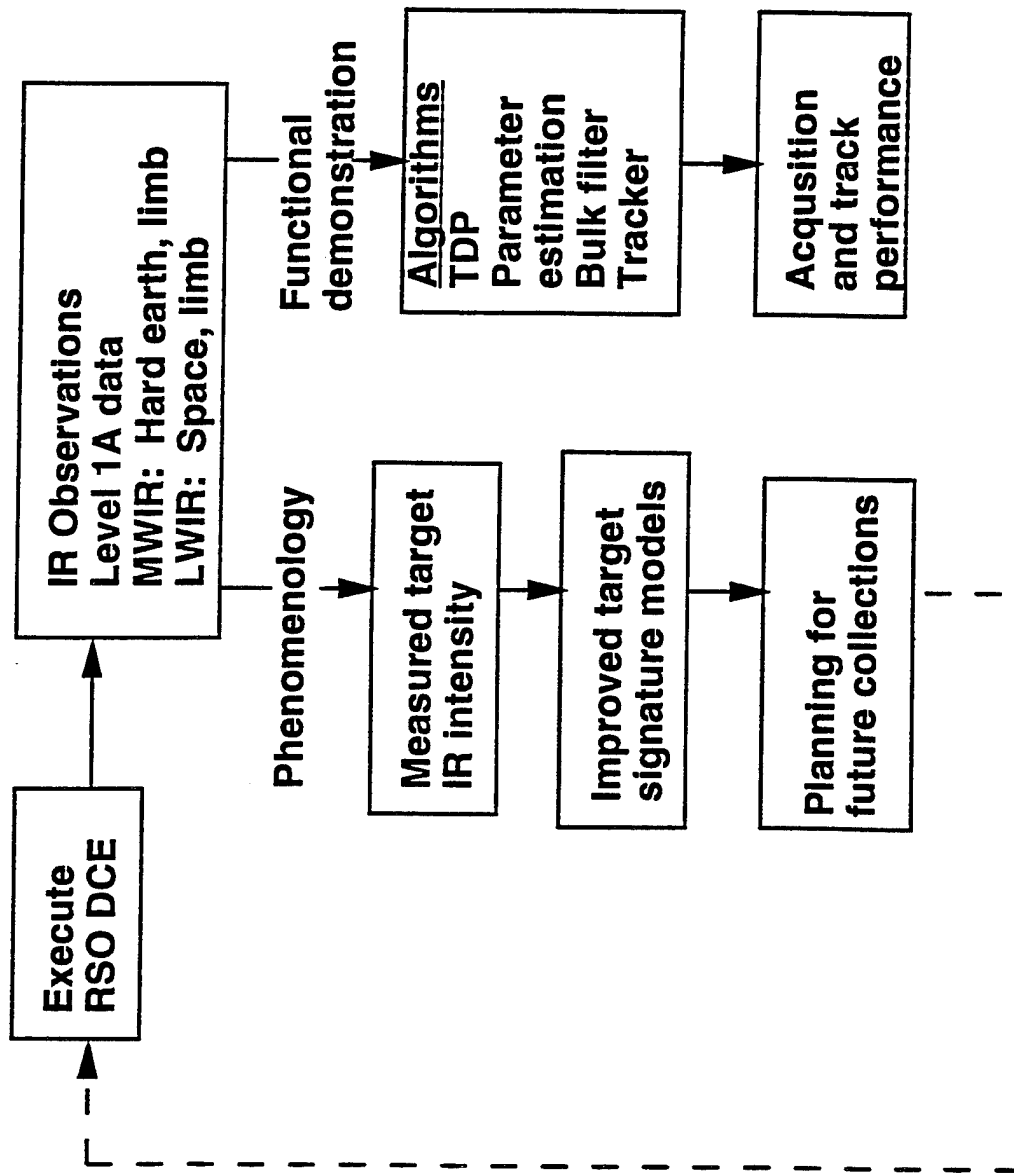 Execute
RSO DCE
IR Observations
Level 1A data
MWIR: Hard earth, limb
LWIR: Space, limb
Phenomenology
Measured target
IR intensity
Improved target
signature models
Planning for
future collections
Functional
demonstration
Algorithms
TDP
Parameter
estimation
Bulk filter
Tracker
Acqusition
and track
performance